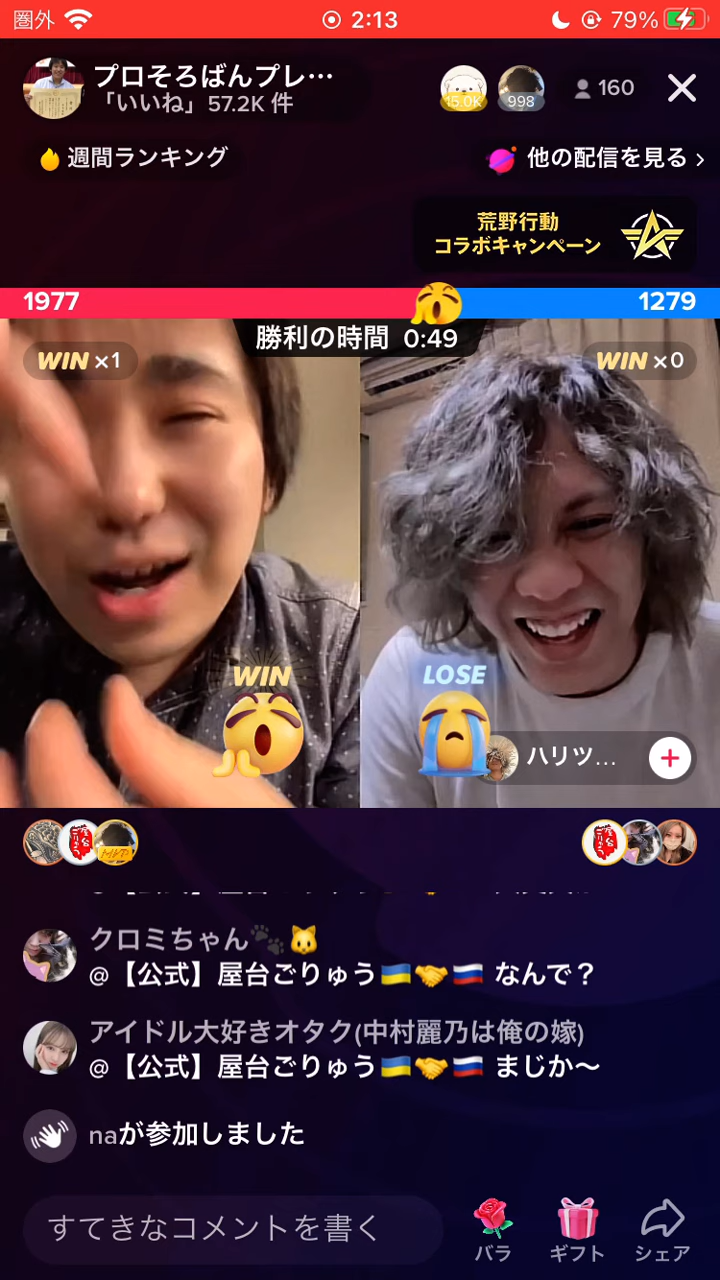 圏外 2:13 79%
プロそろばんプレ…
「いいね」57.2K 件
15.0K 998 160
週間ランキング
他の配信を見る
荒野行動
コラボキャンペーン
1977 1279
勝利の時間 0:49
WIN ×1 WIN ×0
WIN LOSE
ハリツ…
クロミちゃん🐾🐱
@【公式】屋台ごりゅう🇺🇦🤝🇷🇺 なんで？
アイドル大好きオタク(中村麗乃は俺の嫁)
@【公式】屋台ごりゅう🇺🇦🤝🇷🇺 まじか〜
naが参加しました
すてきなコメントを書く
バラ ギフト シェア